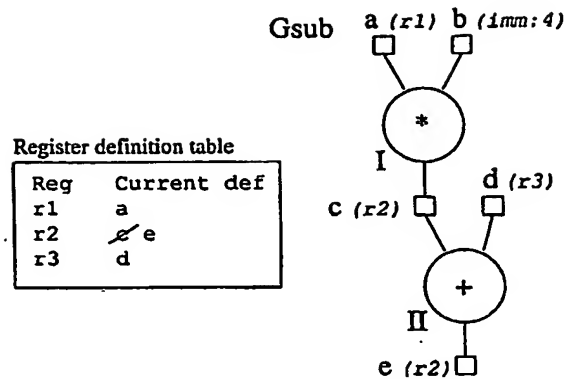 Gsub
a (r1) b (imm:4)
*
I
c (r2)
d (r3)
+
II
e (r2)
Register definition table
Reg Current def
r1 a
r2 c e
r3 d